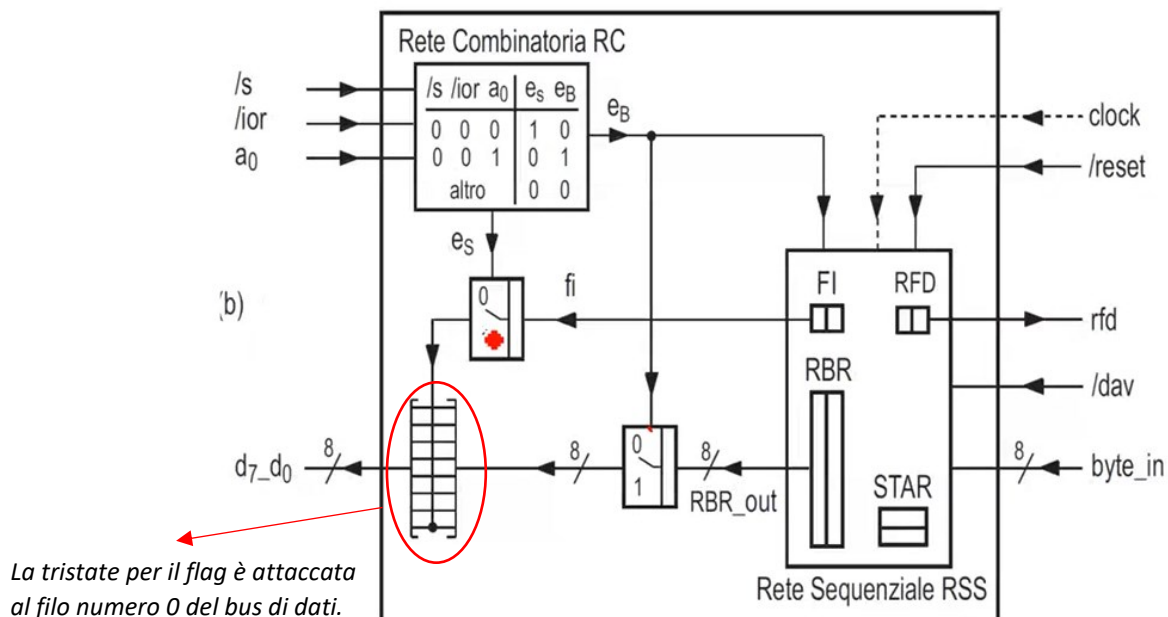 Rete Combinatoria RC
/s /ior a0 es eB
0 0 0 1 0
0 0 1 0 1
altro 0 0
/s
/ior
a0
eB
clock
/reset
eS
fi
FI RFD
0
(b)
rfd
RBR
/dav
d7_d0
8
8
0
1
8
RBR_out
STAR
8
byte_in
Rete Sequenziale RSS
La tristate per il flag è attaccata
al filo numero 0 del bus di dati.